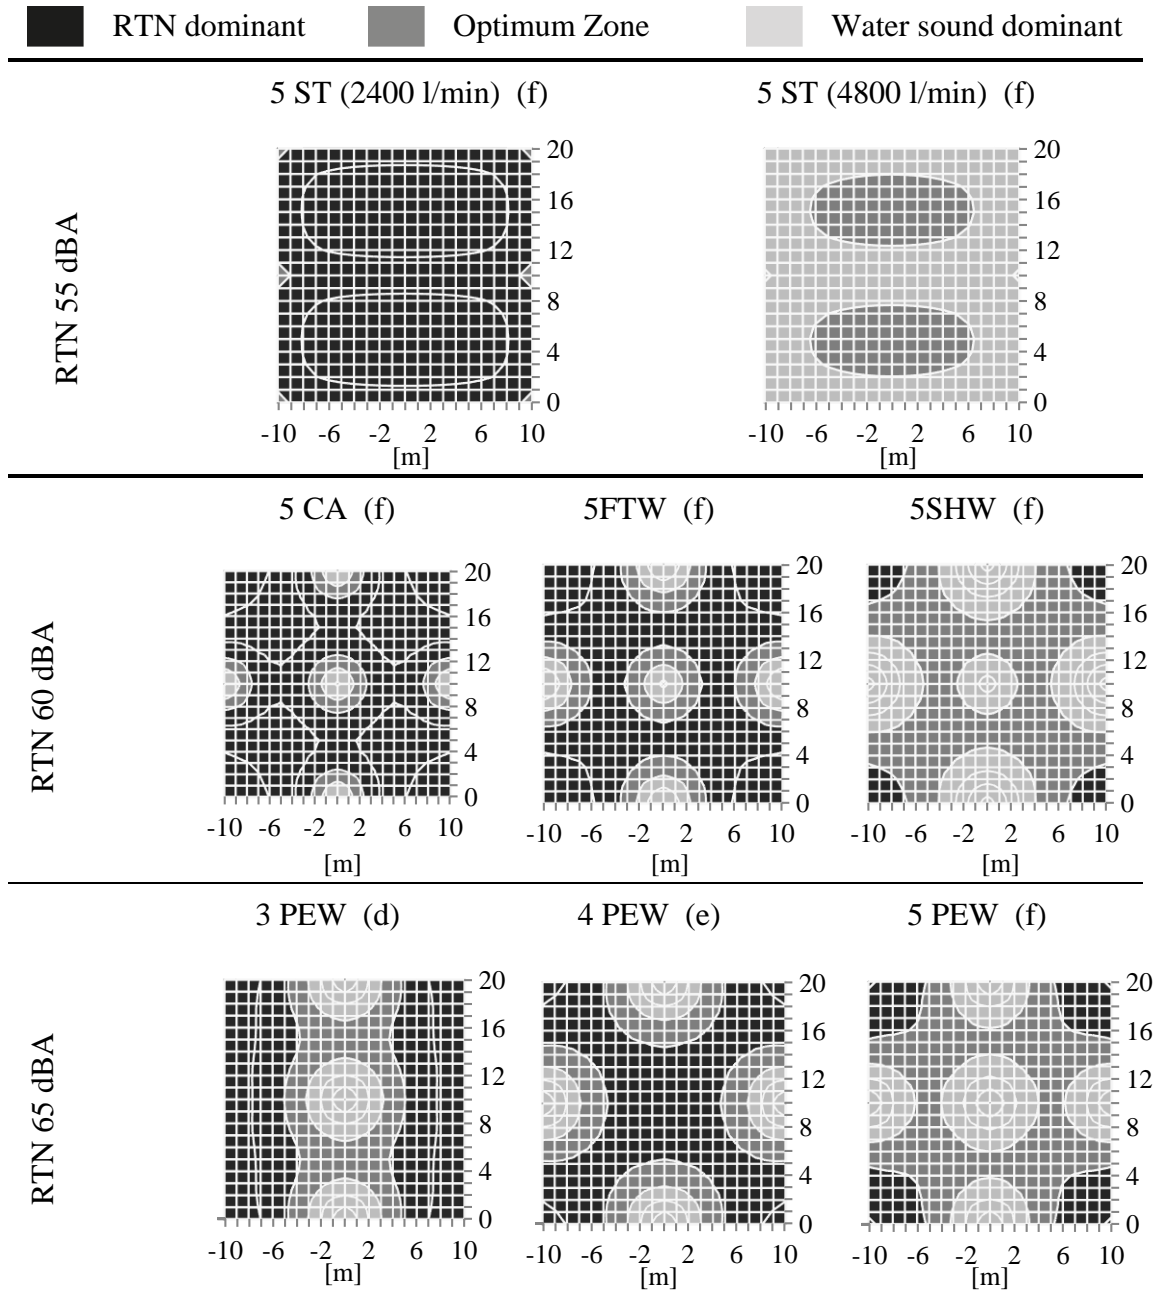 RTN dominant Optimum Zone Water sound dominant
5 ST (2400 l/min) (f) 5 ST (4800 l/min) (f)
RTN 55 dBA
20 20
16 16
12 12
8 8
4 4
0 0
-10 -6 -2 2 6 10 -10 -6 -2 2 6 10
[m] [m]
5 CA (f) 5FTW (f) 5SHW (f)
RTN 60 dBA
20 20 20
16 16 16
12 12 12
8 8 8
4 4 4
0 0 0
-10 -6 -2 2 6 10 -10 -6 -2 2 6 10 -10 -6 -2 2 6 10
[m] [m] [m]
3 PEW (d) 4 PEW (e) 5 PEW (f)
RTN 65 dBA
20 20 20
16 16 16
12 12 12
8 8 8
4 4 4
0 0 0
-10 -6 -2 2 6 10 -10 -6 -2 2 6 10 -10 -6 -2 2 6 10
[m] [m] [m]